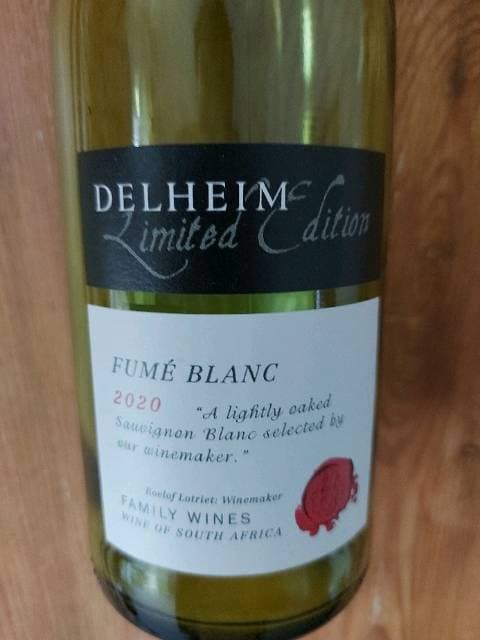 DELHEIM
Limited Edition
FUMÉ BLANC
2020 "A lightly oaked
Sauvignon Blanc selected by
our winemaker."
Roelof Lotriet: Winemaker
FAMILY WINES
WINE OF SOUTH AFRICA